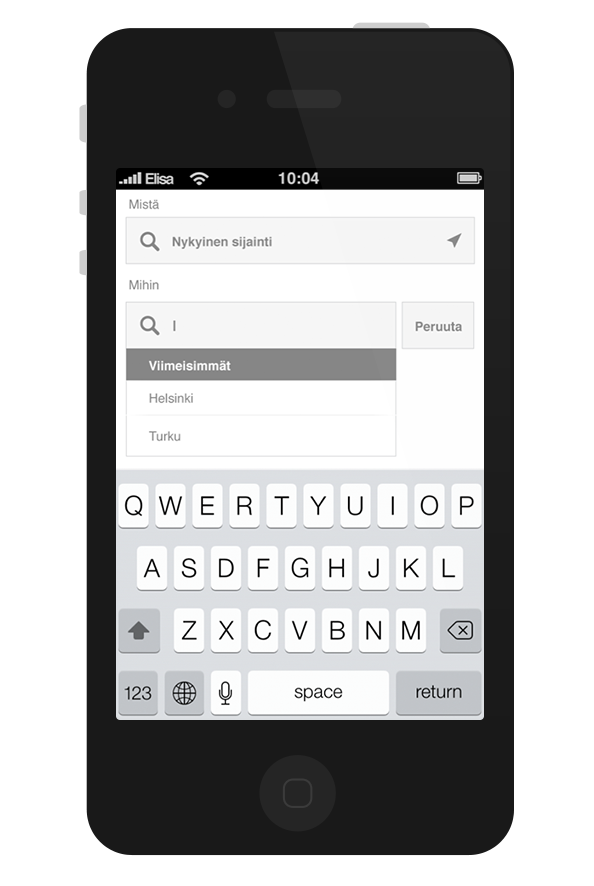 Elisa 10:04
Mistä
Nykyinen sijainti
Mihin
Peruuta
Viimeisimmät
Helsinki
Turku
Q W E R T Y U I O P
A S D F G H J K L
Z X C V B N M
123 space return